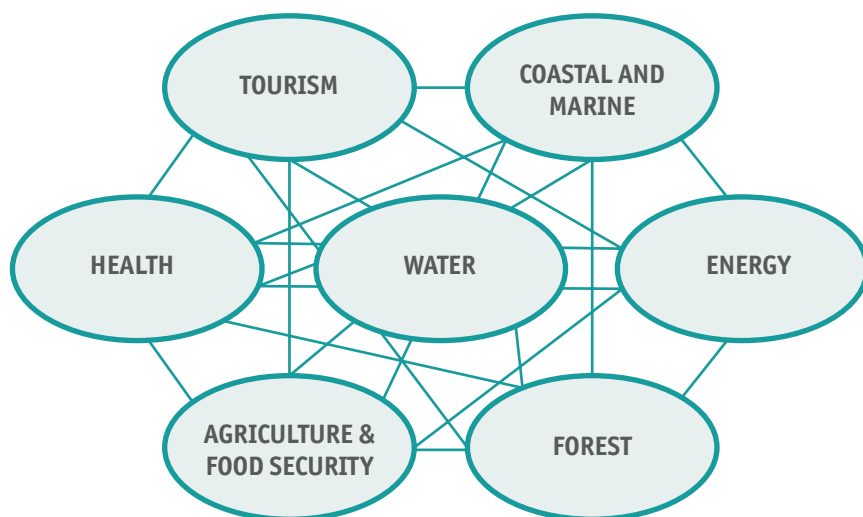 TOURISM
COASTAL AND
MARINE
HEALTH
WATER
ENERGY
AGRICULTURE &
FOOD SECURITY
FOREST